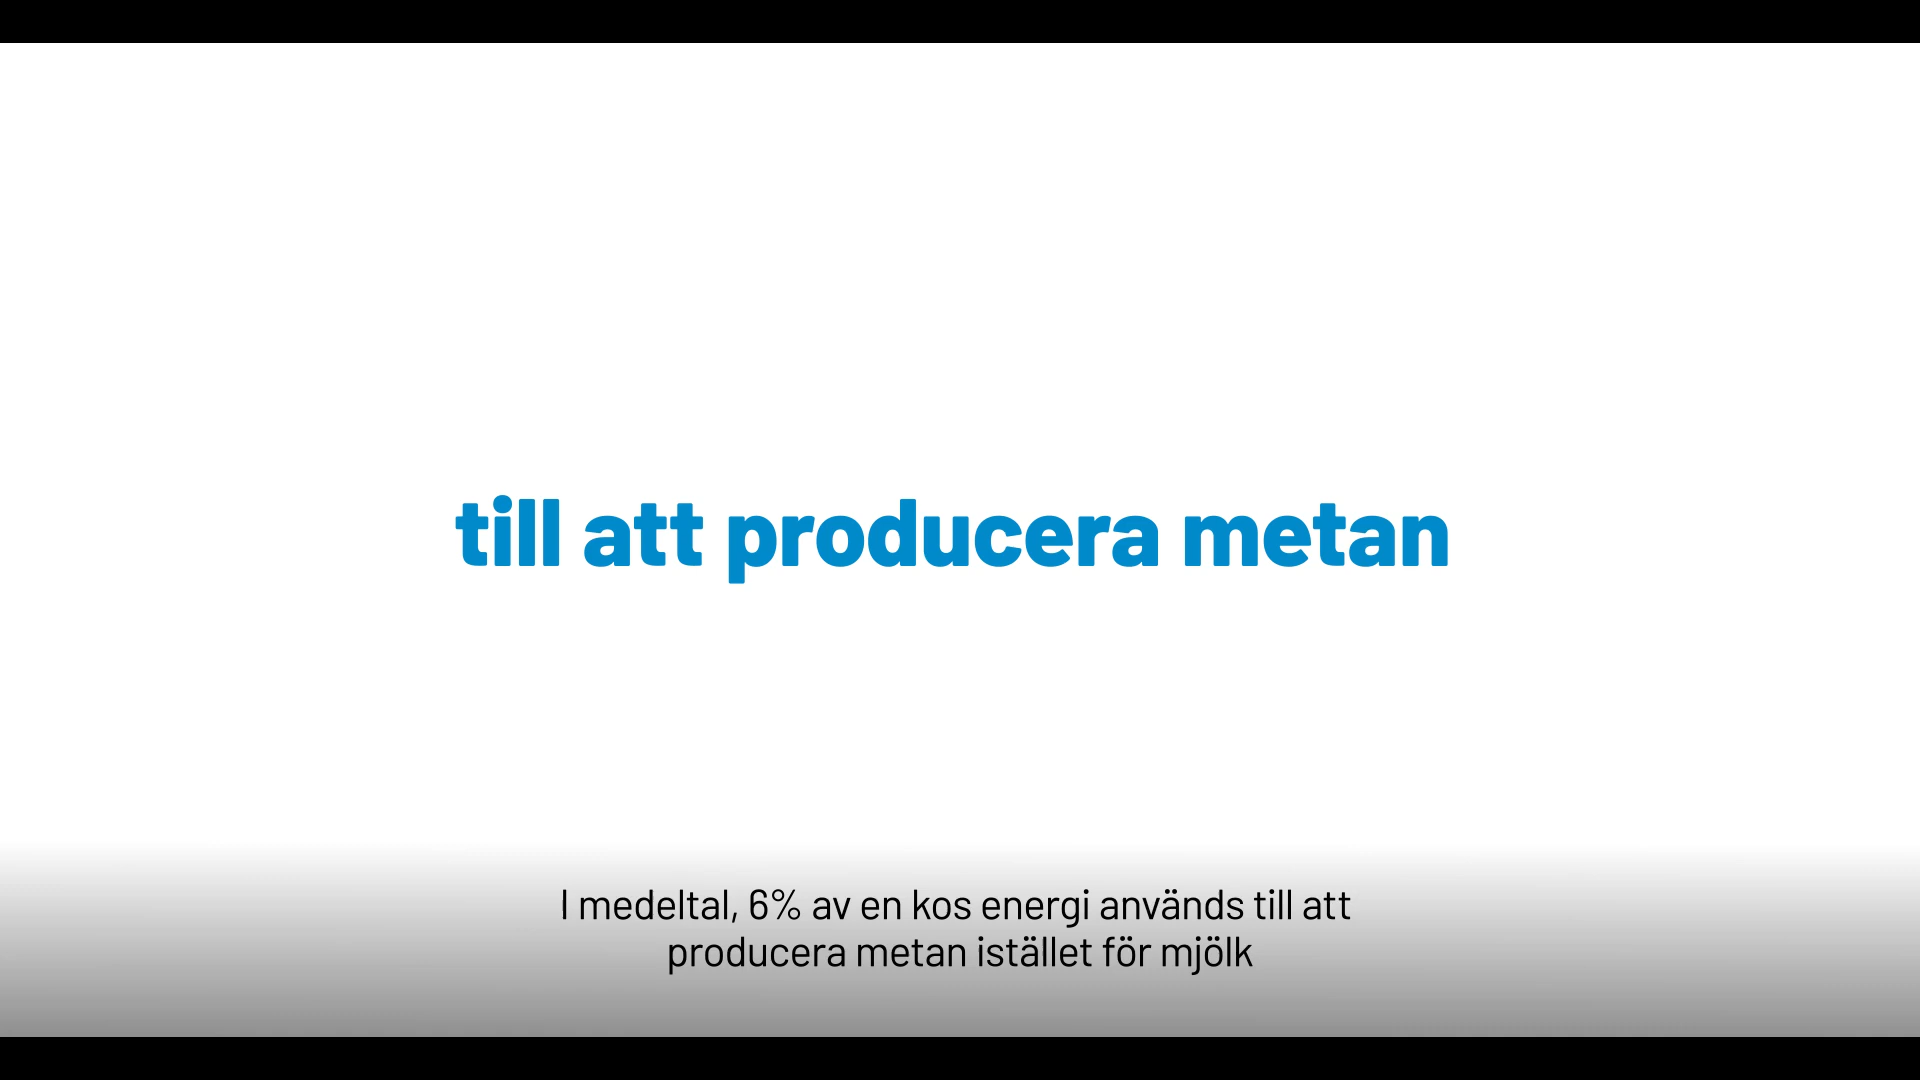 till att producera metan
I medeltal, 6% av en kos energi används till att
producera metan istället för mjölk